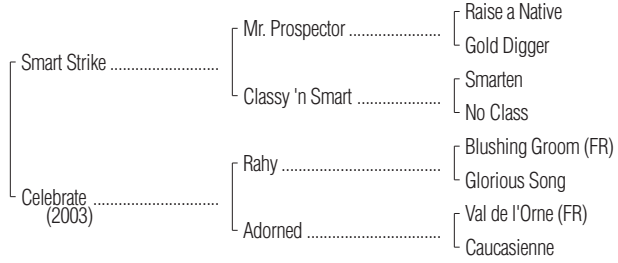 Raise a Native
Mr. Prospector
Gold Digger
Smart Strike
Smarten
Classy 'n Smart
No Class
Blushing Groom (FR)
Rahy
Glorious Song
Celebrate
(2003)
Val de l'Orne (FR)
Adorned
Caucasienne